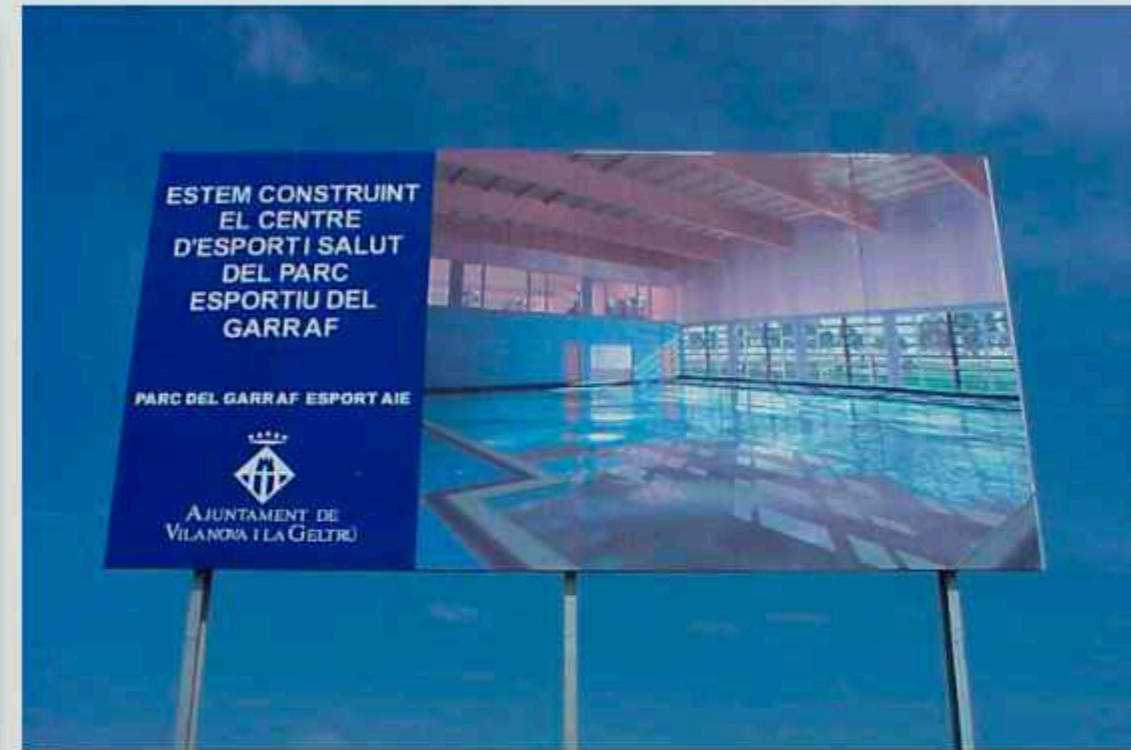 ESTEM CONSTRUINT
EL CENTRE
D'ESPORT I SALUT
DEL PARC
ESPORTIU DEL
GARRAF
PARC DEL GARRAF ESPORT AIE
AJUNTAMENT DE
VILANOVA I LA GELTRÚ